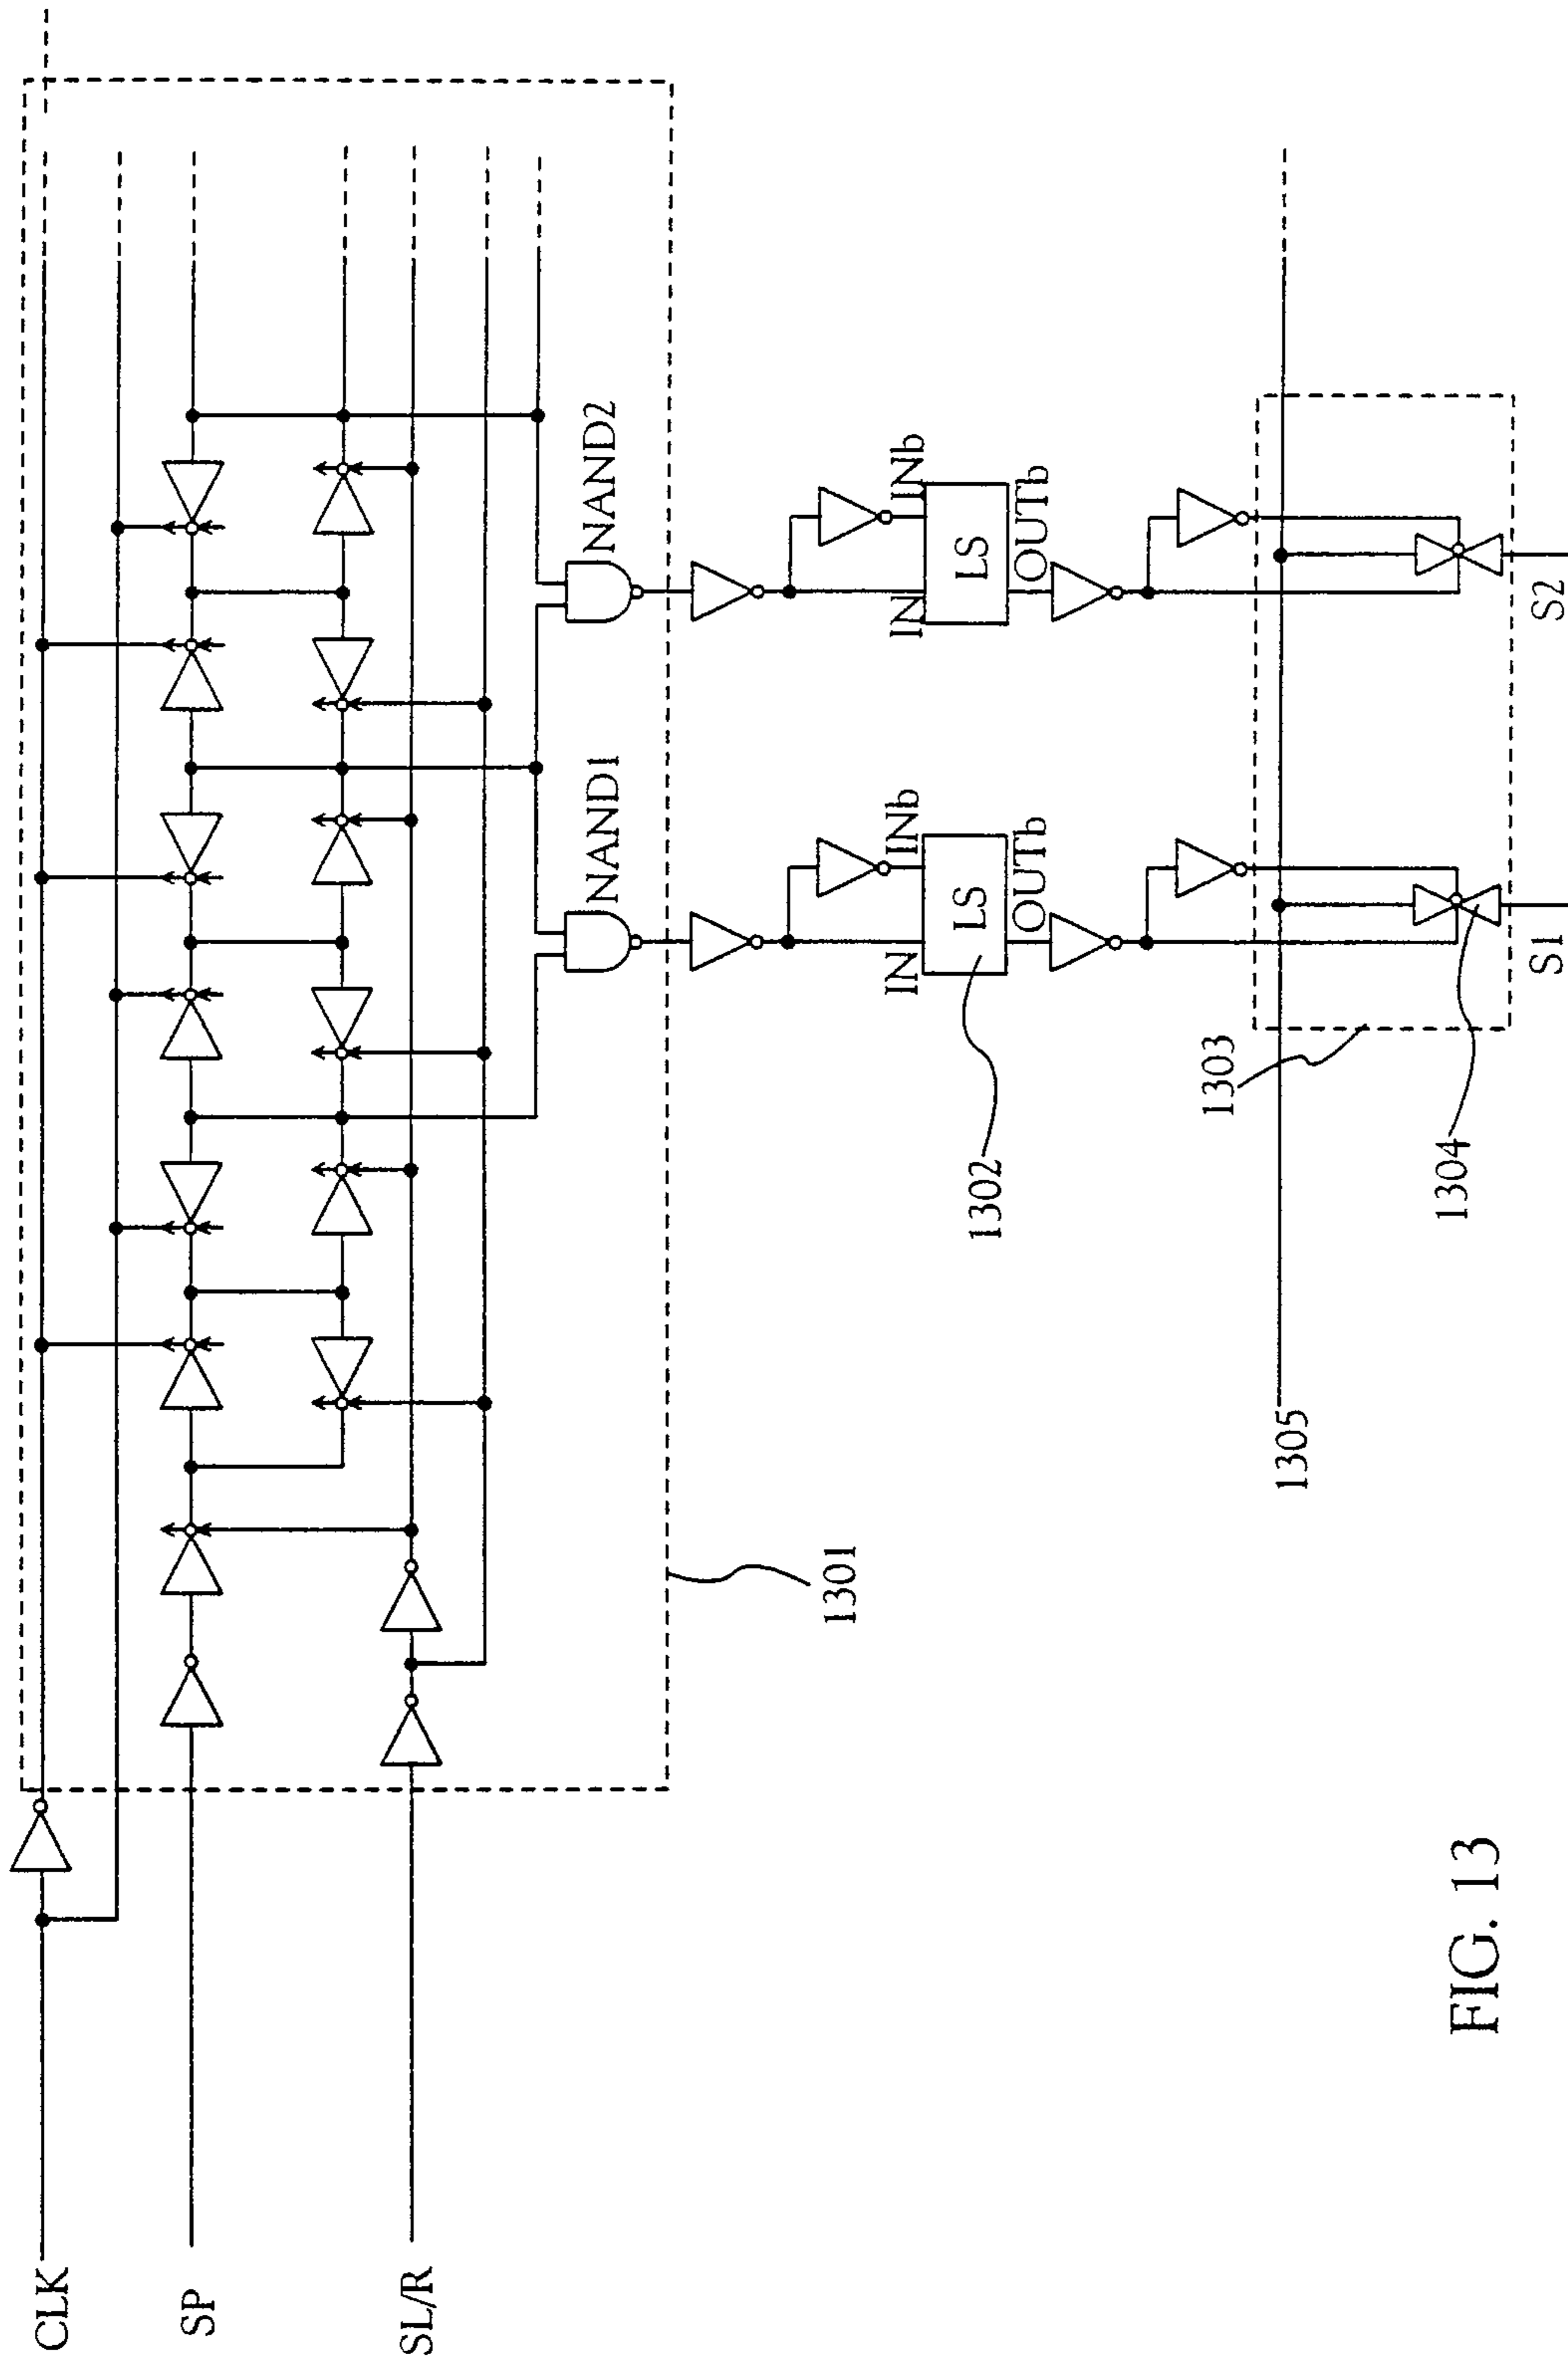 CLK
SP
SL/R
1301
NAND1
NAND2
IN
INb
LS
OUTb
IN
INb
LS
OUTb
1302
1303
1304
1305
S1
S2
FIG. 13